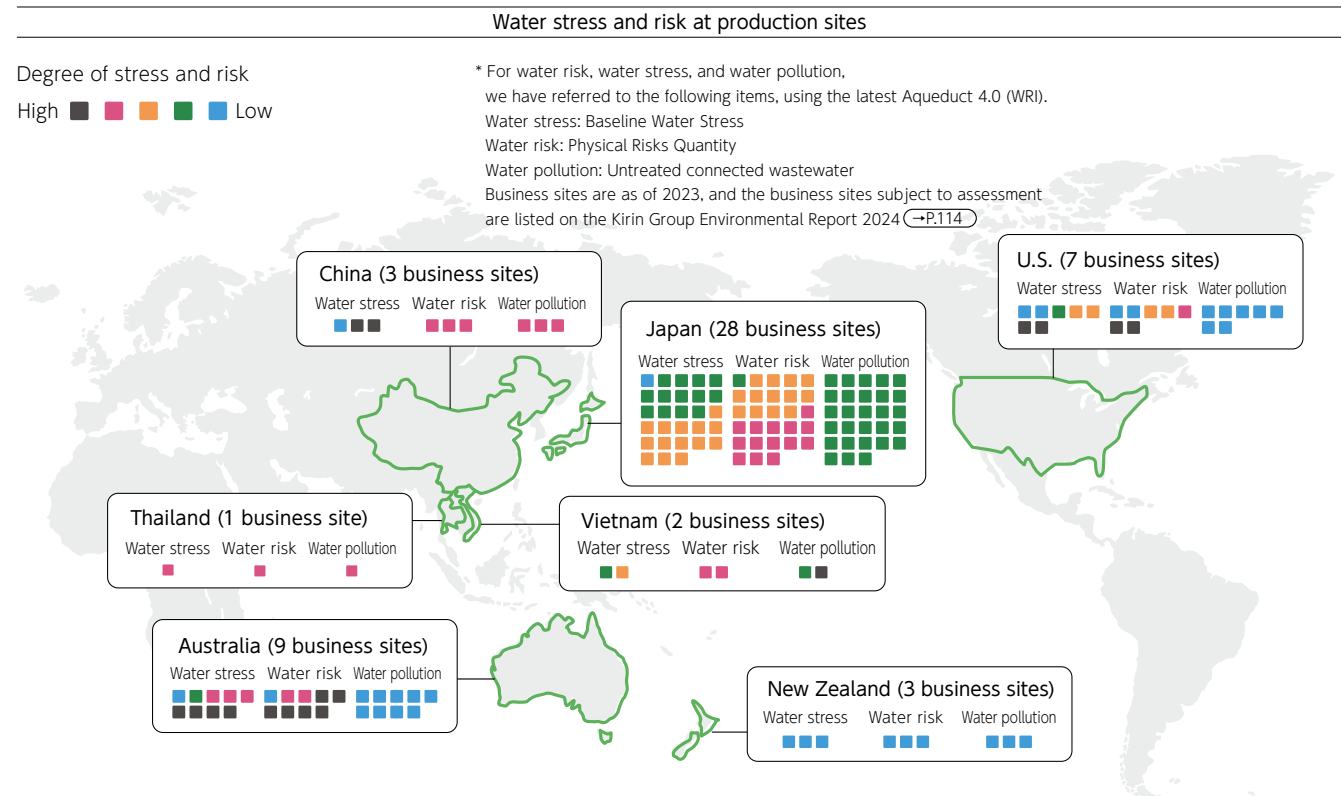 Water stress and risk at production sites
Degree of stress and risk
High Low
* For water risk, water stress, and water pollution,
we have referred to the following items, using the latest Aqueduct 4.0 (WRI).
Water stress: Baseline Water Stress
Water risk: Physical Risks Quantity
Water pollution: Untreated connected wastewater
Business sites are as of 2023, and the business sites subject to assessment
are listed on the Kirin Group Environmental Report 2024 →P.114
China (3 business sites)
Water stress Water risk Water pollution
U.S. (7 business sites)
Water stress Water risk Water pollution
Japan (28 business sites)
Water stress Water risk Water pollution
Thailand (1 business site)
Water stress Water risk Water pollution
Vietnam (2 business sites)
Water stress Water risk Water pollution
Australia (9 business sites)
Water stress Water risk Water pollution
New Zealand (3 business sites)
Water stress Water risk Water pollution